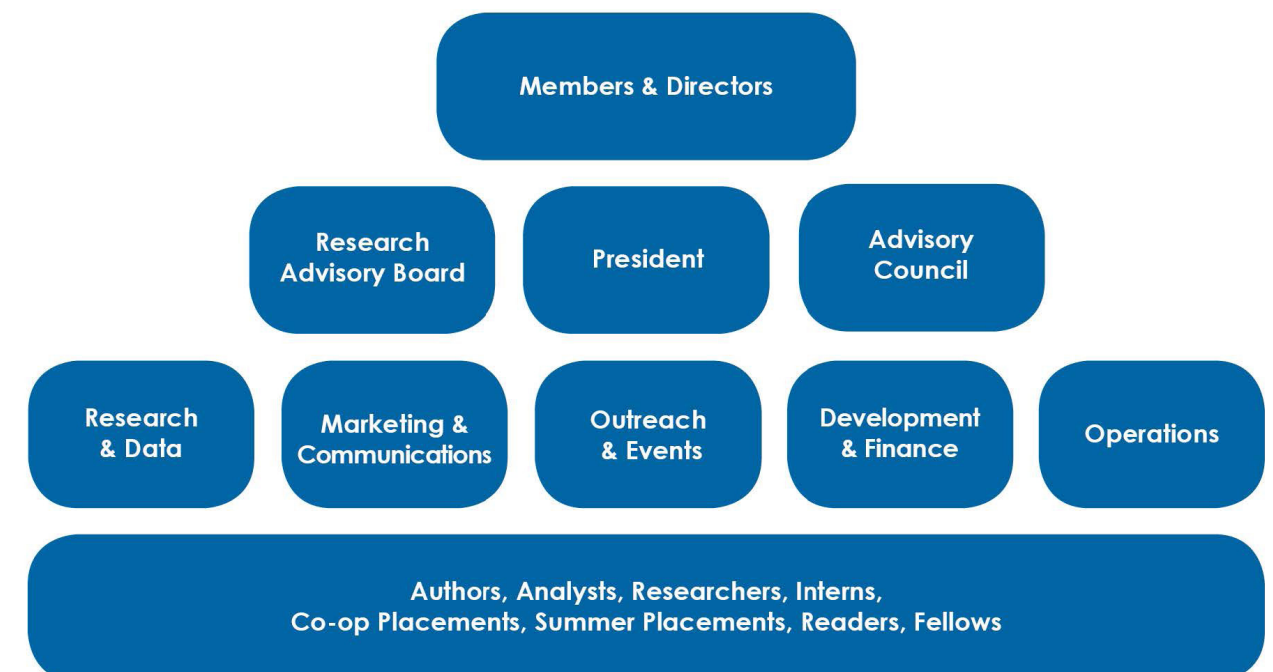 Members & Directors
Research
Advisory Board
President
Advisory
Council
Research
& Data
Marketing &
Communications
Outreach
& Events
Development
& Finance
Operations
Authors, Analysts, Researchers, Interns,
Co-op Placements, Summer Placements, Readers, Fellows